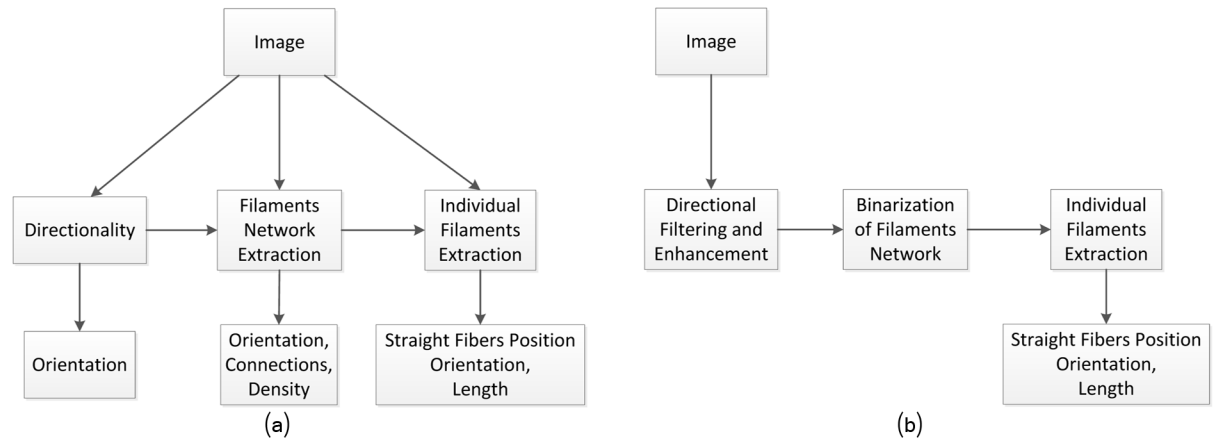 Image
Directionality
Filaments
Network
Extraction
Individual
Filaments
Extraction
Orientation
Orientation,
Connections,
Density
Straight Fibers Position
Orientation,
Length
(a)
Image
Directional
Filtering and
Enhancement
Binarization
of Filaments
Network
Individual
Filaments
Extraction
Straight Fibers Position
Orientation,
Length
(b)